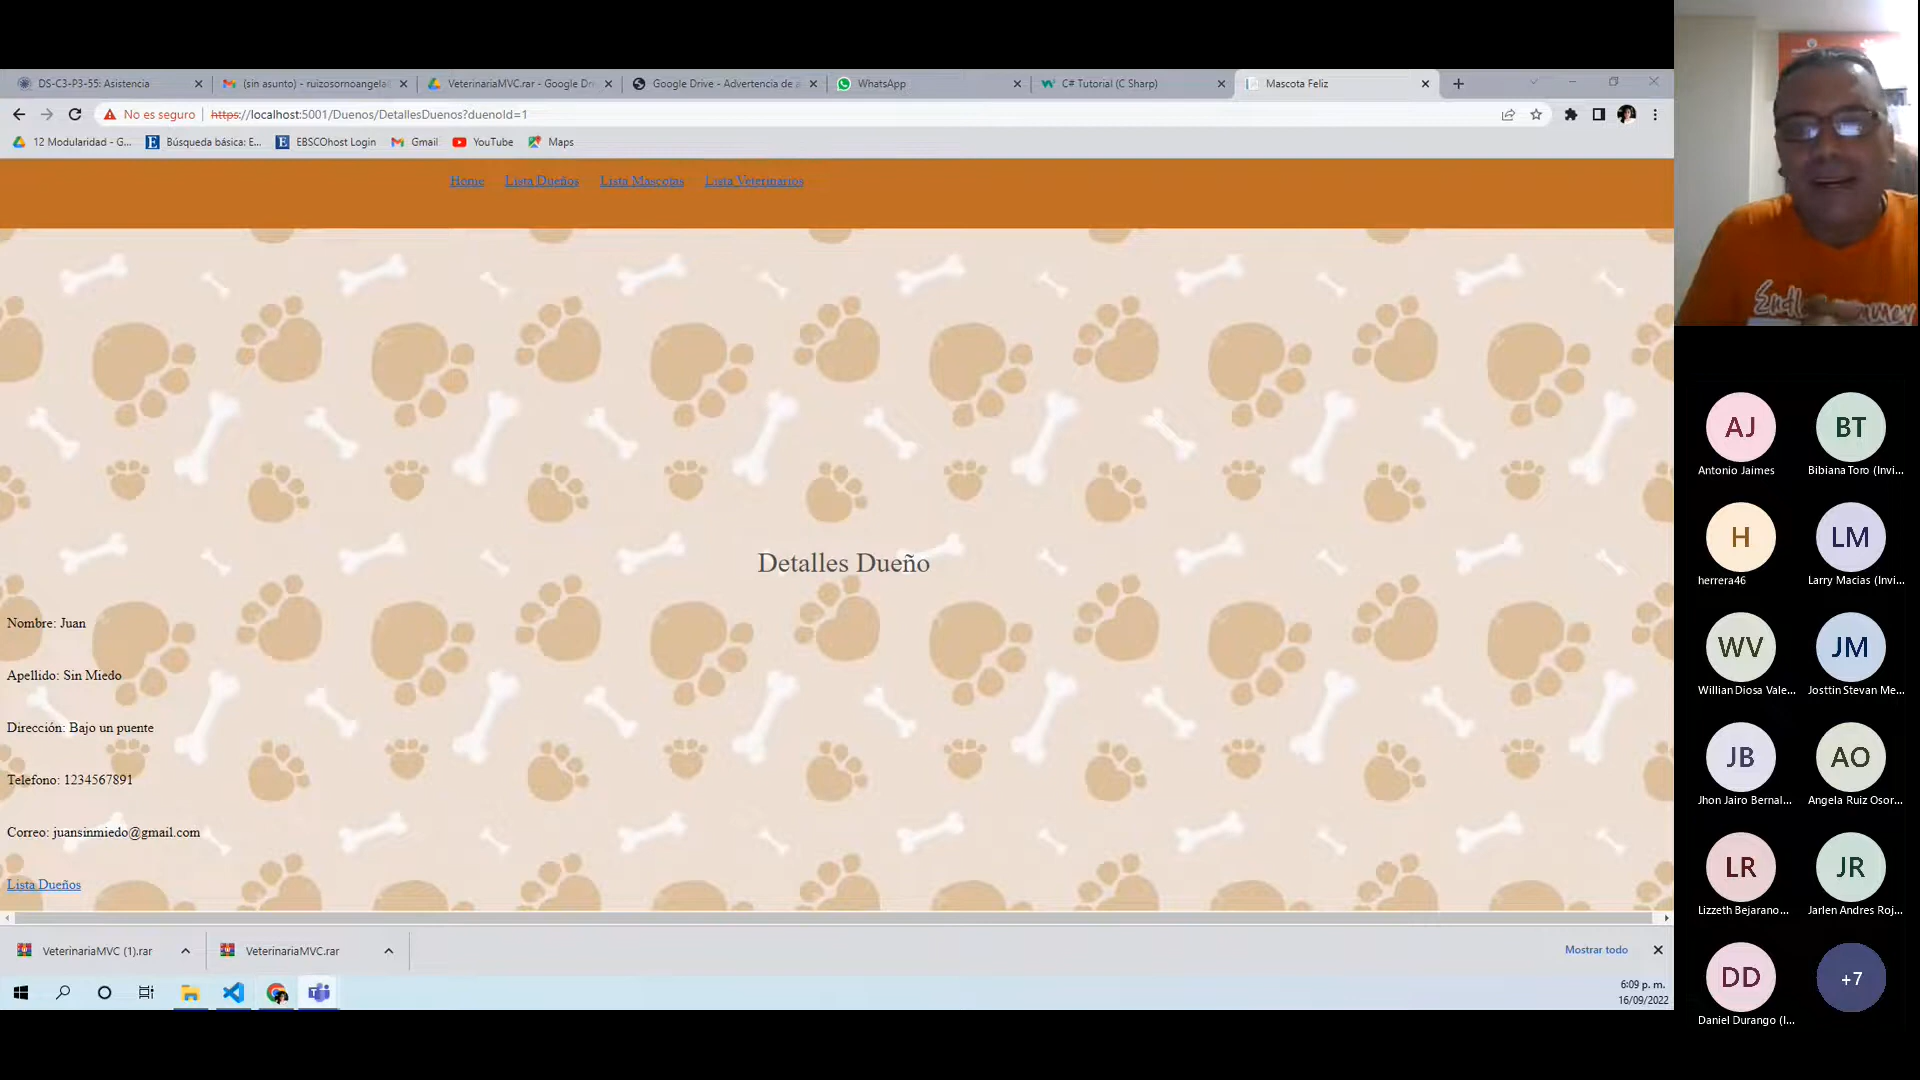 DS-C3-P3-55: Asistencia
(sin asunto) - ruizosornoangela
VeterinariaMVC.rar - Google Dr
Google Drive - Advertencia de a
WhatsApp
C# Tutorial (C Sharp)
Mascota Feliz
No es seguro
https://localhost:5001/Duenos/DetallesDuenos?duenoId=1
12 Modularidad - G...
Búsqueda básica: E...
EBSCOhost Login
Gmail
YouTube
Maps
Home
Lista Dueños
Lista Mascotas
Lista Veterinarios
Detalles Dueño
Nombre: Juan
Apellido: Sin Miedo
Dirección: Bajo un puente
Telefono: 1234567891
Correo: juansinmiedo@gmail.com
Lista Dueños
VeterinariaMVC (1).rar
VeterinariaMVC.rar
Mostrar todo
6:09 p. m.
16/09/2022
AJ
Antonio Jaimes
BT
Bibiana Toro (Invi...
H
herrera46
LM
Larry Macias (Invi...
WV
Willian Diosa Vale...
JM
Josttin Stevan Me...
JB
Jhon Jairo Bernal...
AO
Angela Ruiz Osor...
LR
Lizzeth Bejarano...
JR
Jarlen Andres Roj...
DD
Daniel Durango (I...
+7